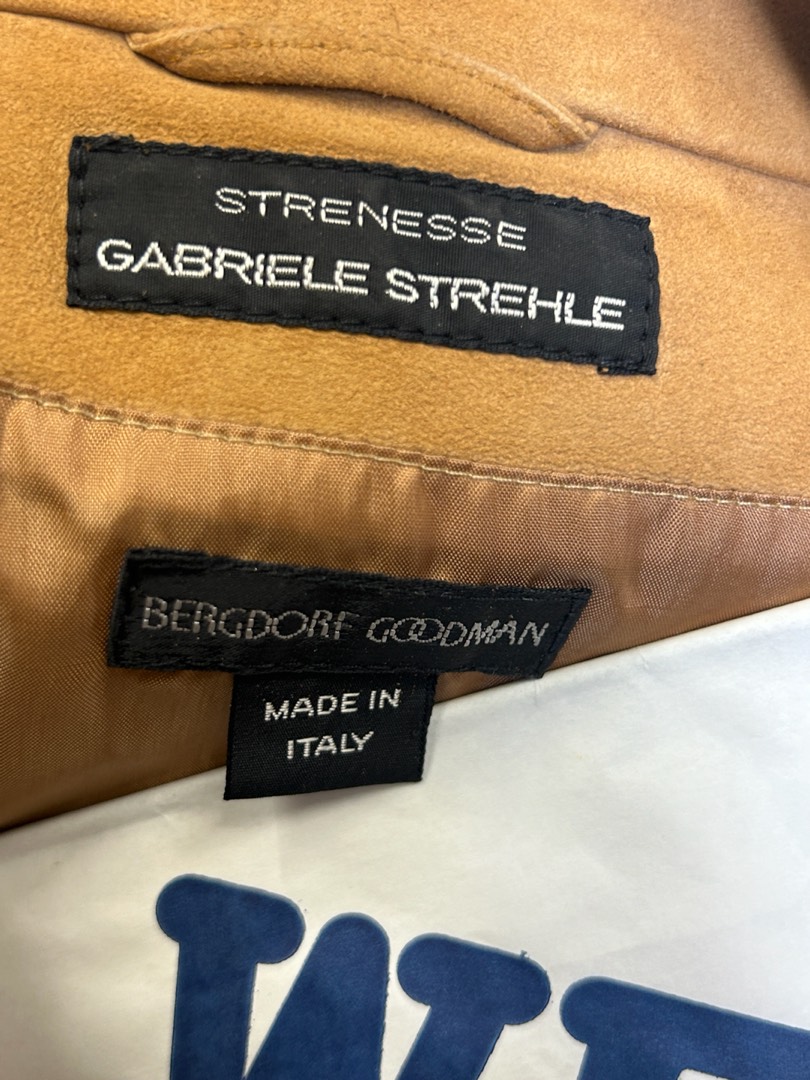 STRENESSE
GABRIELE STREHLE
BERGDORF GOODMAN
MADE IN
ITALY